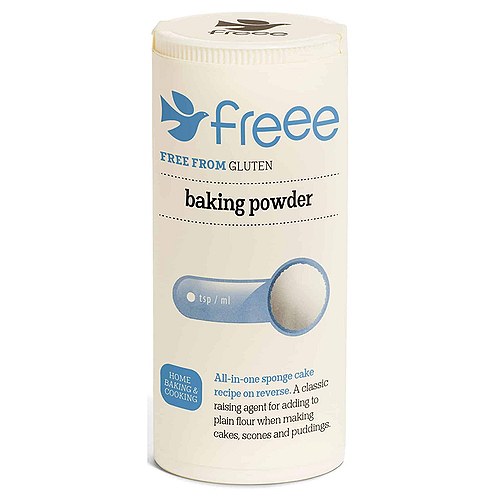 freee
freee
FREE FROM GLUTEN
baking powder
tsp / ml
HOME
BAKING &
COOKING
All-in-one sponge cake
recipe on reverse. A classic
raising agent for adding to
plain flour when making
cakes, scones and puddings.